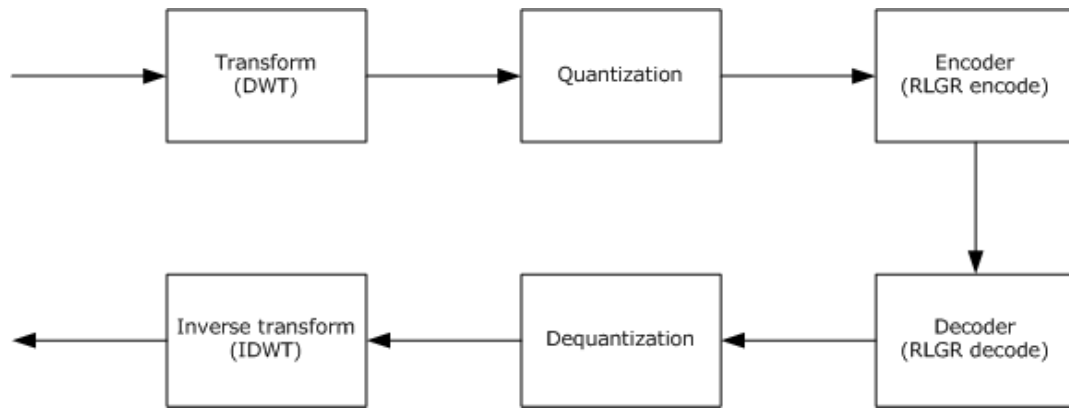 Transform
(DWT)
Quantization
Encoder
(RLGR encode)
Inverse transform
(IDWT)
Dequantization
Decoder
(RLGR decode)